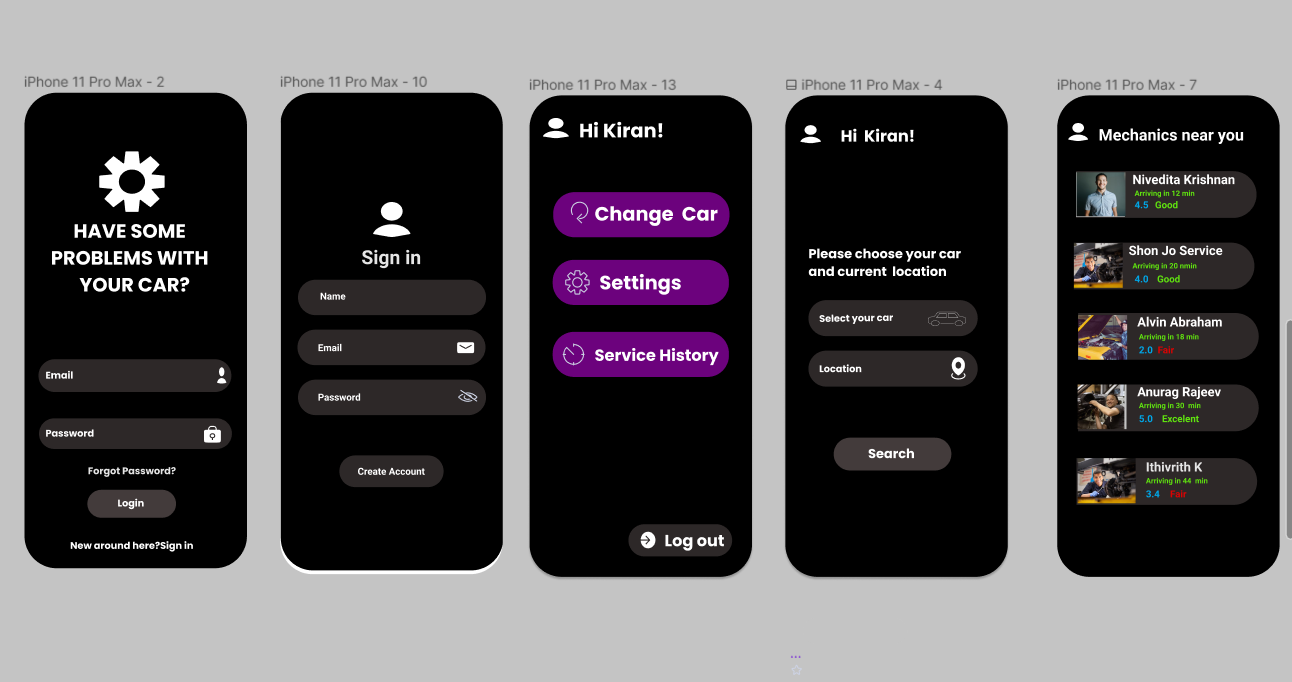 iPhone 11 Pro Max - 2
HAVE SOME
PROBLEMS WITH
YOUR CAR?
Email
Password
Forgot Password?
Login
New around here?Sign in
iPhone 11 Pro Max - 10
Sign in
Name
Email
Password
Create Account
iPhone 11 Pro Max - 13
Hi Kiran!
Change Car
Settings
Service History
Log out
iPhone 11 Pro Max - 4
Hi Kiran!
Please choose your car
and current location
Select your car
Location
Search
iPhone 11 Pro Max - 7
Mechanics near you
Nivedita Krishnan
Arriving in 12 min
4.5 Good
Shon Jo Service
Arriving in 20 nmin
4.0 Good
Alvin Abraham
Arriving in 18 min
2.0 Fair
Anurag Rajeev
Arriving in 30 min
5.0 Excelent
Ithivrith K
Arriving in 44 min
3.4 Fair